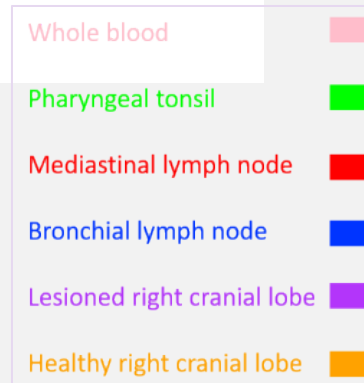 Whole blood
Pharyngeal tonsil
Mediastinal lymph node
Bronchial lymph node
Lesioned right cranial lobe
Healthy right cranial lobe